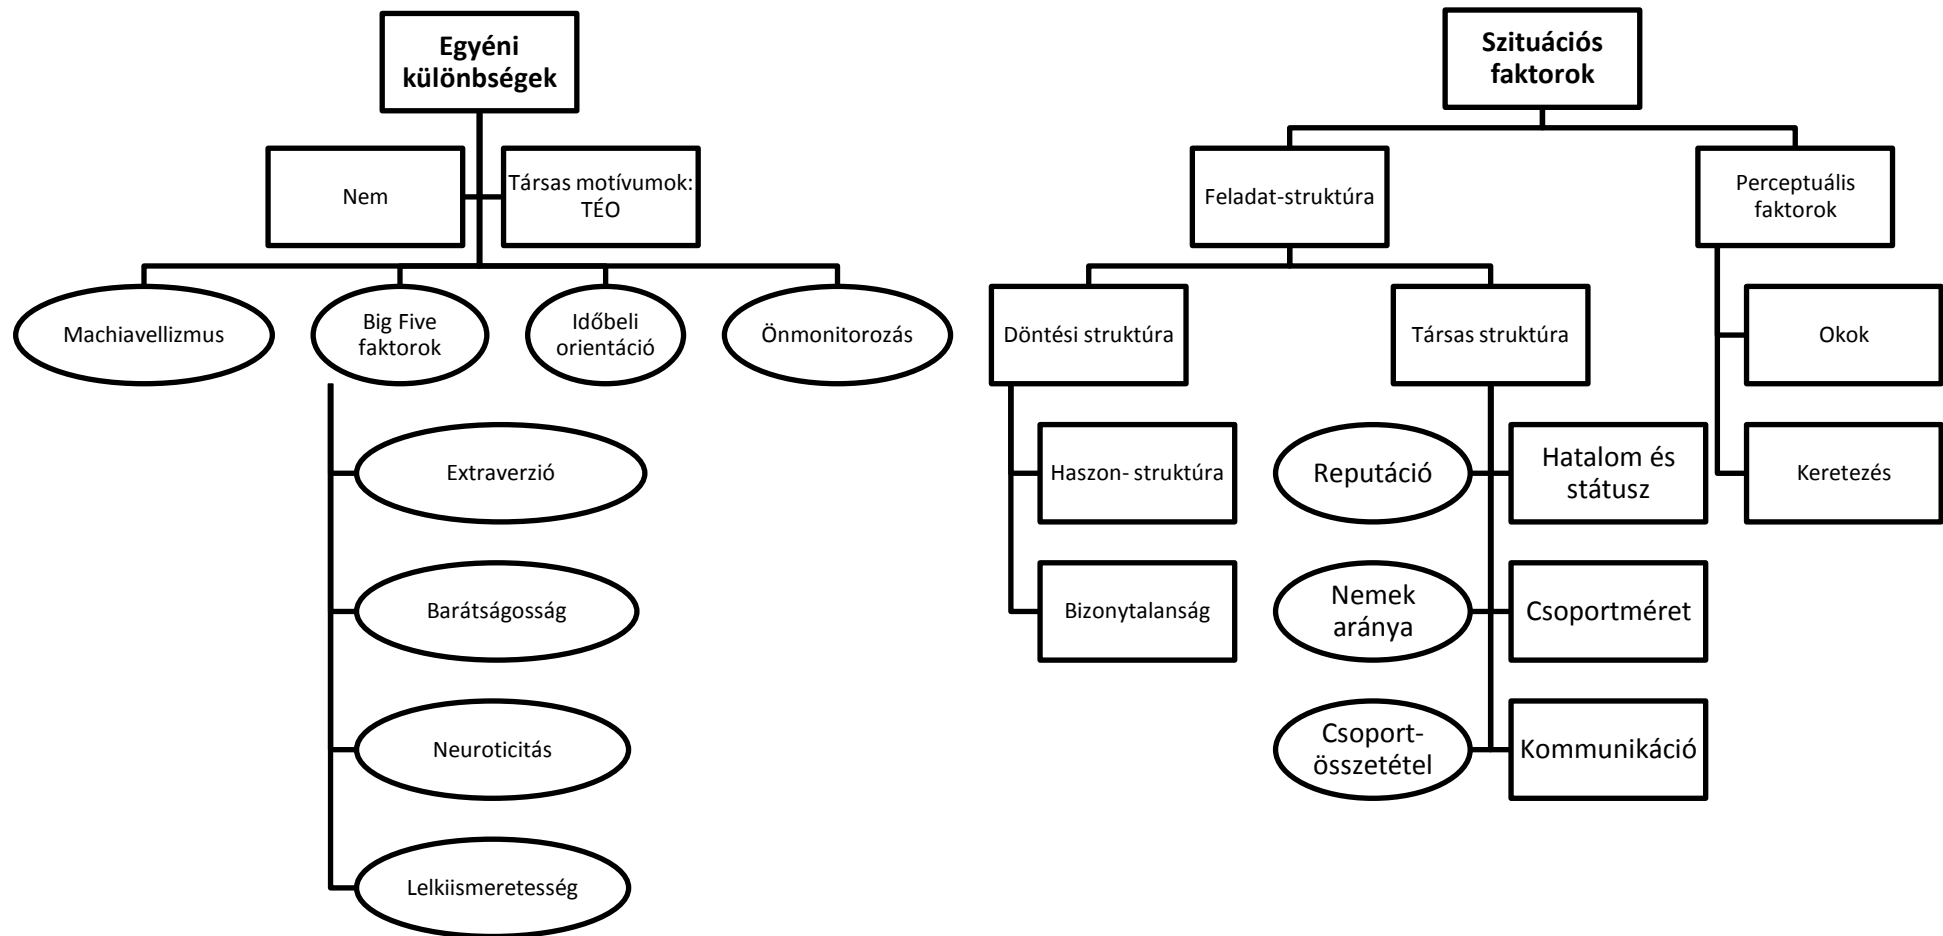 Egyéni
különbségek
Nem
Társas motívumok:
TÉO
Machiavellizmus
Big Five
faktorok
Időbeli
orientáció
Önmonitorozás
Extraverzió
Barátságosság
Neuroticitás
Lelkiismeretesség
Szituációs
faktorok
Feladat-struktúra
Perceptuális
faktorok
Döntési struktúra
Társas struktúra
Okok
Haszon- struktúra
Reputáció
Hatalom és
státusz
Keretezés
Bizonytalanság
Nemek
aránya
Csoportméret
Csoport-
összetétel
Kommunikáció